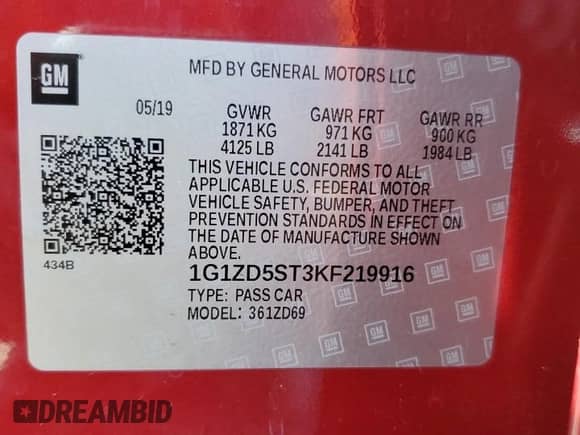 GM
MFD BY GENERAL MOTORS LLC
05/19 GVWR GAWR FRT GAWR RR
1871 KG 971 KG 900 KG
4125 LB 2141 LB 1984 LB
THIS VEHICLE CONFORMS TO ALL
APPLICABLE U.S. FEDERAL MOTOR
VEHICLE SAFETY, BUMPER, AND THEFT
PREVENTION STANDARDS IN EFFECT ON
THE DATE OF MANUFACTURE SHOWN
ABOVE.
434B
1G1ZD5ST3KF219916
TYPE: PASS CAR
MODEL: 361ZD69
DREAMBID